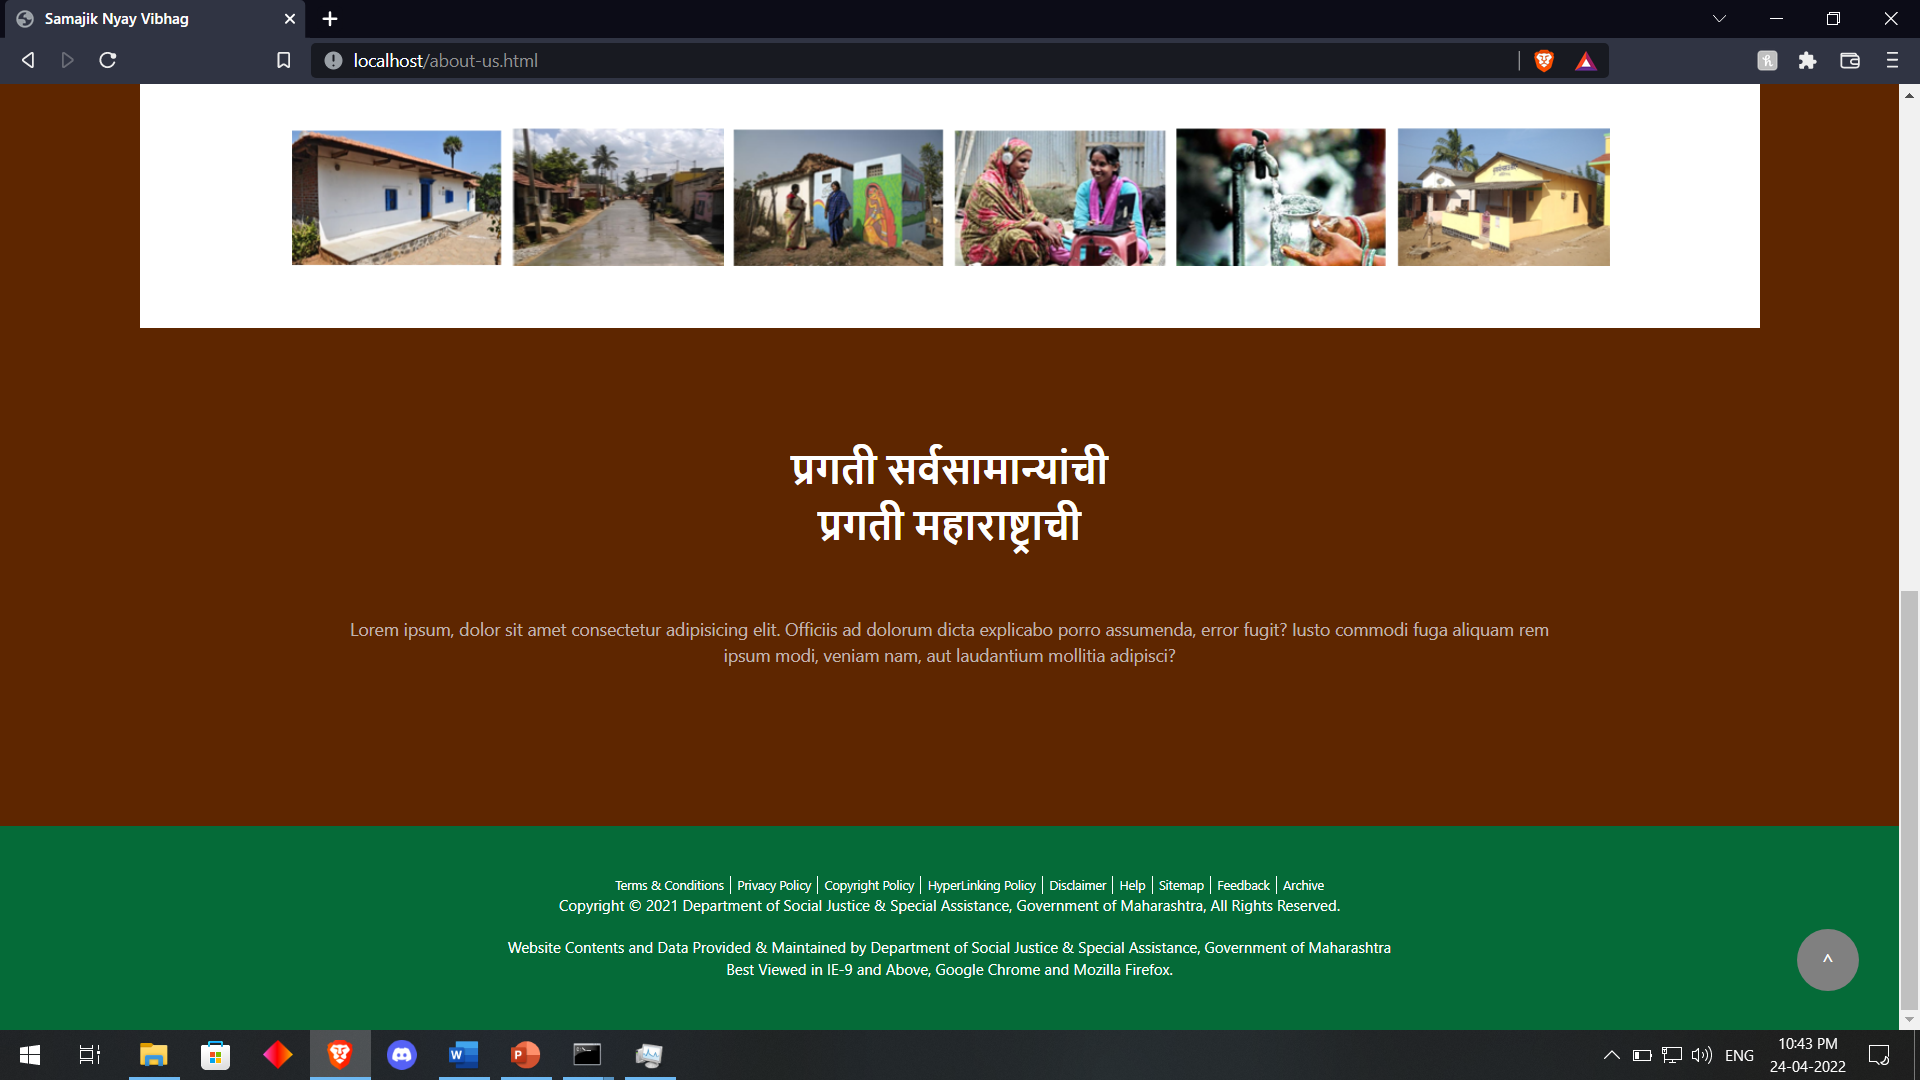 Samajik Nyay Vibhag
localhost/about-us.html
प्रगती सर्वसामान्यांची
प्रगती महाराष्ट्राची
Lorem ipsum, dolor sit amet consectetur adipisicing elit. Officiis ad dolorum dicta explicabo porro assumenda, error fugit? Iusto commodi fuga aliquam rem
ipsum modi, veniam nam, aut laudantium mollitia adipisci?
Terms & Conditions | Privacy Policy | Copyright Policy | HyperLinking Policy | Disclaimer | Help | Sitemap | Feedback | Archive
Copyright © 2021 Department of Social Justice & Special Assistance, Government of Maharashtra, All Rights Reserved.
Website Contents and Data Provided & Maintained by Department of Social Justice & Special Assistance, Government of Maharashtra
Best Viewed in IE-9 and Above, Google Chrome and Mozilla Firefox.
^
ENG
10:43 PM
24-04-2022